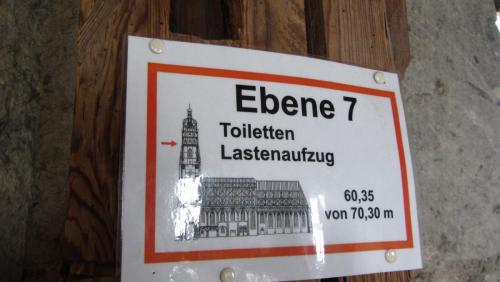 Ebene 7
Toiletten
Lastenaufzug
60,35
von 70,30 m